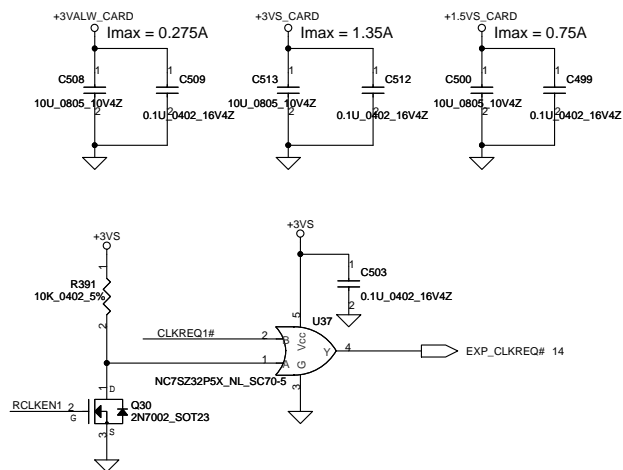 +3VALW_CARD
Imax = 0.275A
1
C508
10U_0805_10V4Z
2
1
C509
0.1U_0402_16V4Z
2
+3VS_CARD
Imax = 1.35A
1
C513
10U_0805_10V4Z
2
1
C512
0.1U_0402_16V4Z
2
+1.5VS_CARD
Imax = 0.75A
1
C500
10U_0805_10V4Z
2
1
C499
0.1U_0402_16V4Z
2
+3VS
1
R391
10K_0402_5%
2
+3VS
1
C503
0.1U_0402_16V4Z
2
5
U37
CLKREQ1#
2
B
Vcc
Y
4
EXP_CLKREQ# 14
1
A
G
3
NC7SZ32P5X_NL_SC70-5
1
D
RCLKEN1
2
G
Q30
2N7002_SOT23
3
S